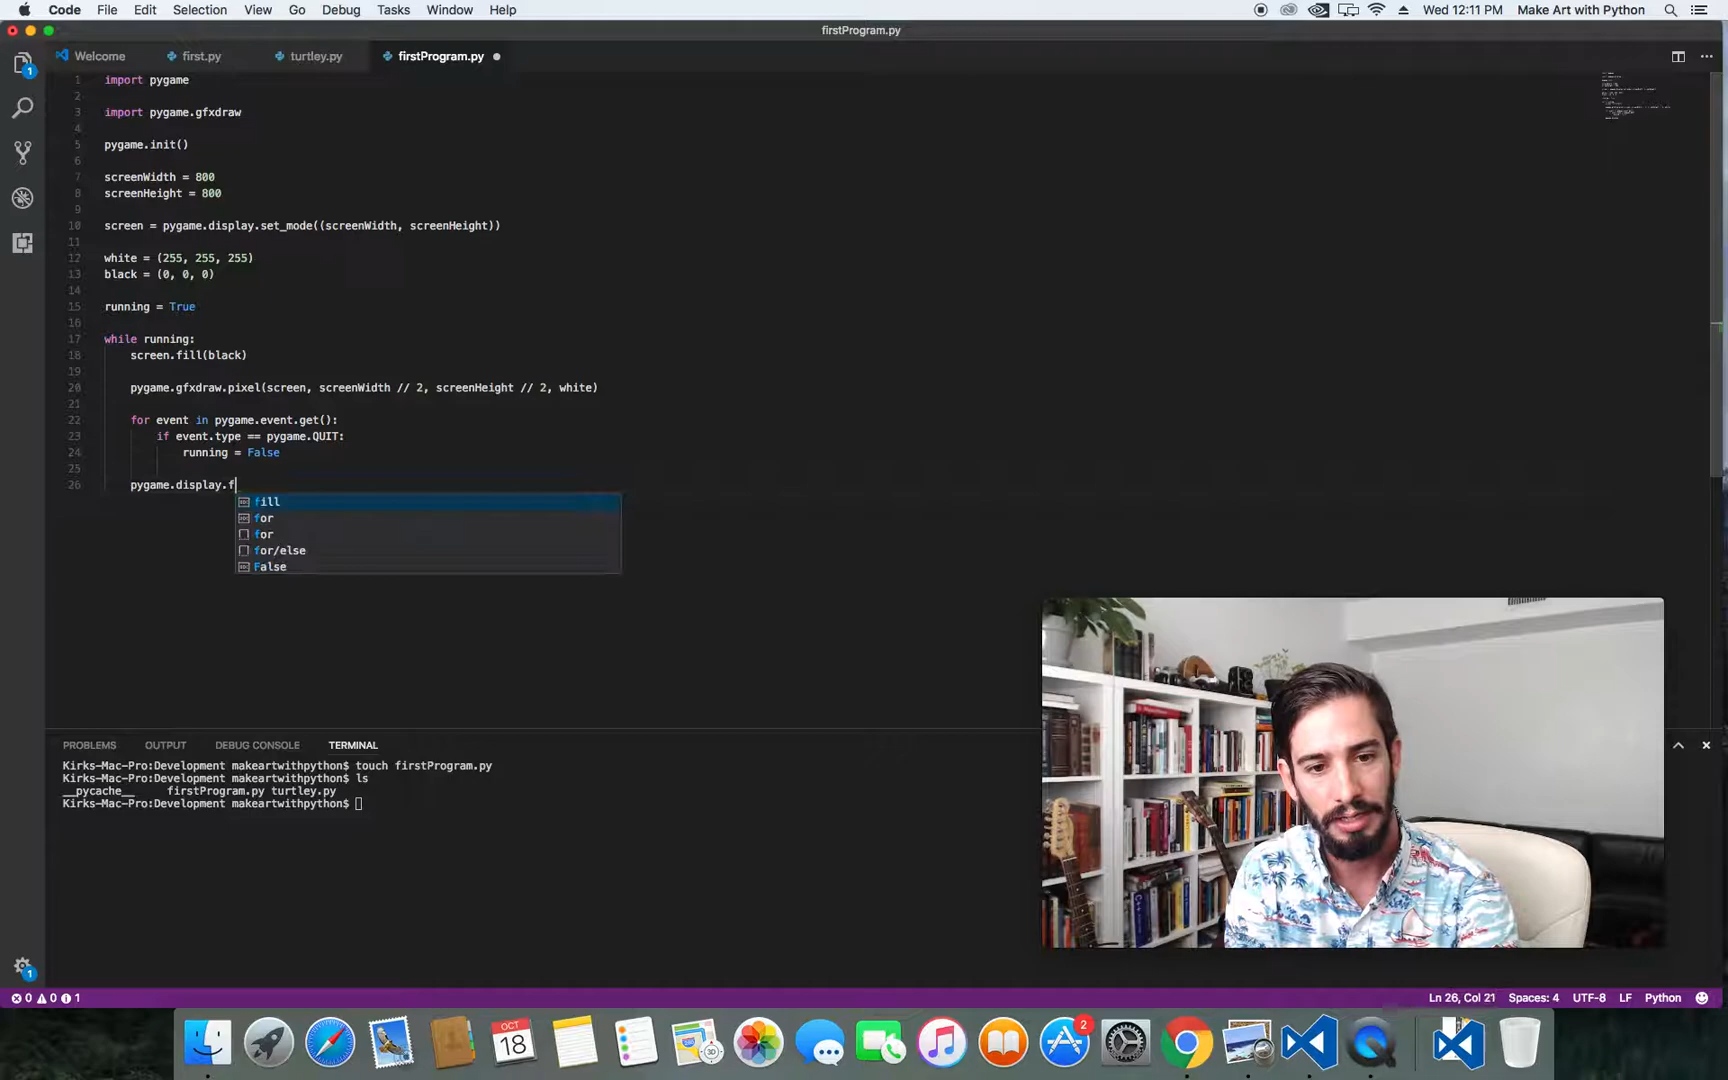 Code File Edit Selection View Go Debug Tasks Window Help Wed 12:11 PM Make Art with Python
firstProgram.py
Welcome first.py turtley.py firstProgram.py
1 import pygame
2
3 import pygame.gfxdraw
4
5 pygame.init()
6
7 screenWidth = 800
8 screenHeight = 800
9
10 screen = pygame.display.set_mode((screenWidth, screenHeight))
11
12 white = (255, 255, 255)
13 black = (0, 0, 0)
14
15 running = True
16
17 while running:
18 screen.fill(black)
19
20 pygame.gfxdraw.pixel(screen, screenWidth // 2, screenHeight // 2, white)
21
22 for event in pygame.event.get():
23 if event.type == pygame.QUIT:
24 running = False
25
26 pygame.display.f
fill
for
for
for/else
False
1
PROBLEMS OUTPUT DEBUG CONSOLE TERMINAL
Kirks-Mac-Pro:Development makeartwithpython$ touch firstProgram.py
Kirks-Mac-Pro:Development makeartwithpython$ ls
__pycache__ firstProgram.py turtley.py
Kirks-Mac-Pro:Development makeartwithpython$
1
0 0 1 Ln 26, Col 21 Spaces: 4 UTF-8 LF Python
OCT
18
2